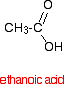 O
CH₃-C
OH
ethanoic acid